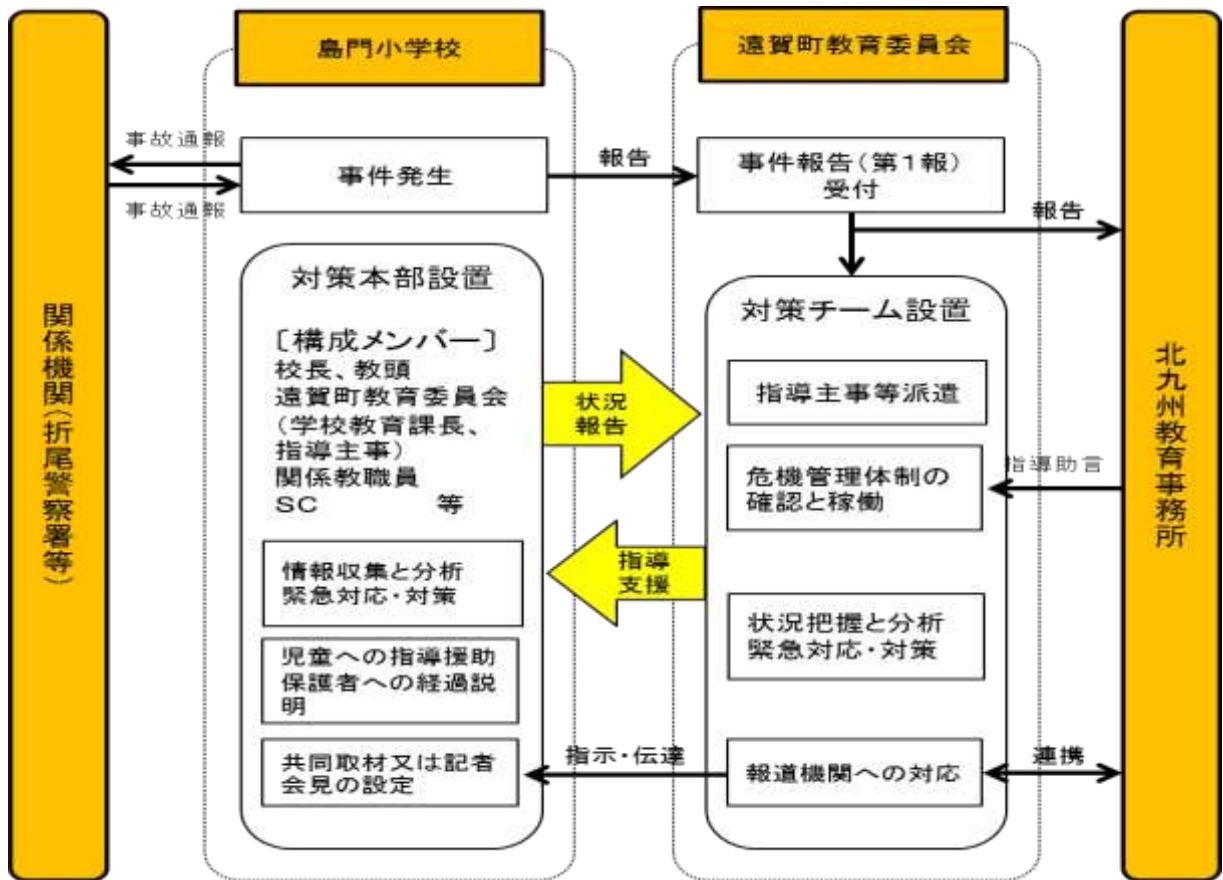 島門小学校
遠賀町教育委員会
関係機関(折尾警察署等)
北九州教育事務所
事故通報
事故通報
事件発生
報告
事件報告(第1報)
受付
報告
対策本部設置
〔構成メンバー〕
校長、教頭
遠賀町教育委員会
(学校教育課長、
指導主事)
関係教職員
SC 等
情報収集と分析
緊急対応・対策
児童への指導援助
保護者への経過説
明
共同取材又は記者
会見の設定
状況
報告
指導
支援
指示・伝達
対策チーム設置
指導主事等派遣
危機管理体制の
確認と稼働
状況把握と分析
緊急対応・対策
報道機関への対応
指導助言
連携